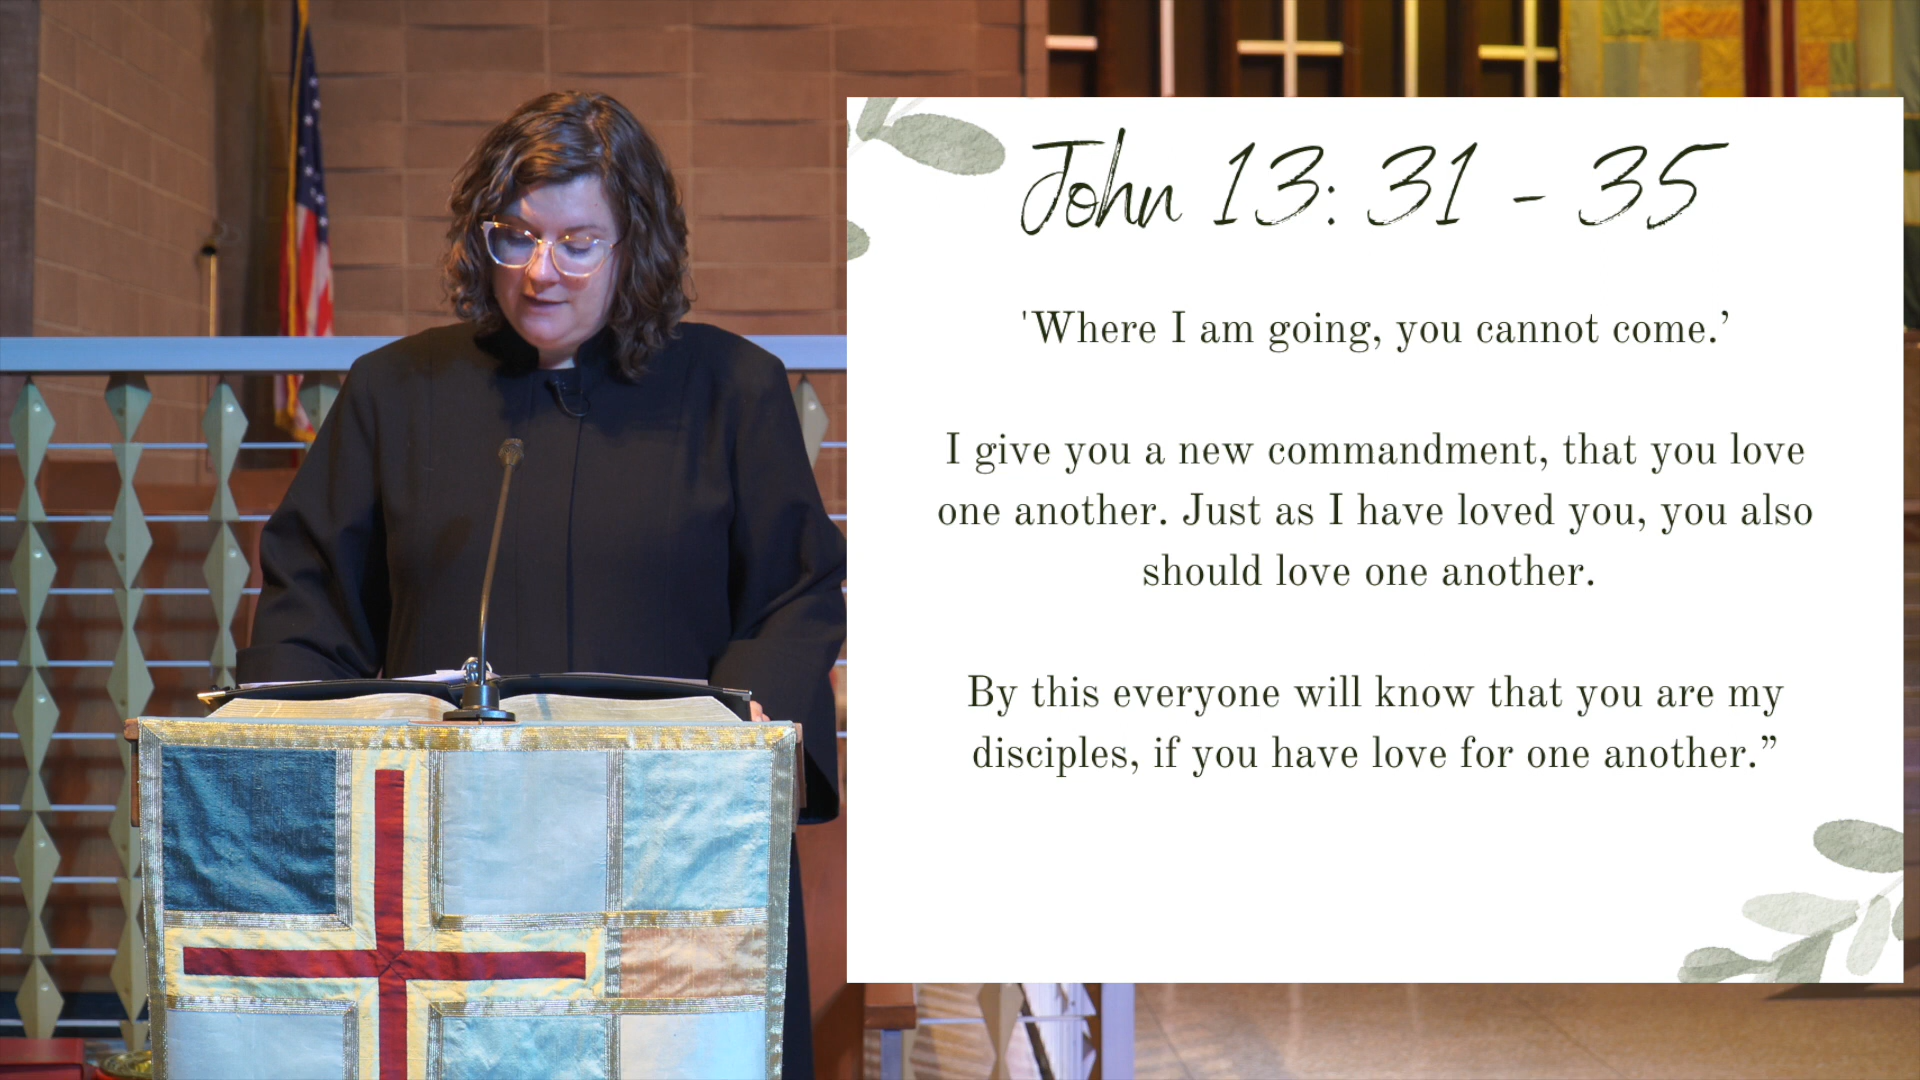 John 13: 31 - 35
'Where I am going, you cannot come.’
I give you a new commandment, that you love
one another. Just as I have loved you, you also
should love one another.
By this everyone will know that you are my
disciples, if you have love for one another.”